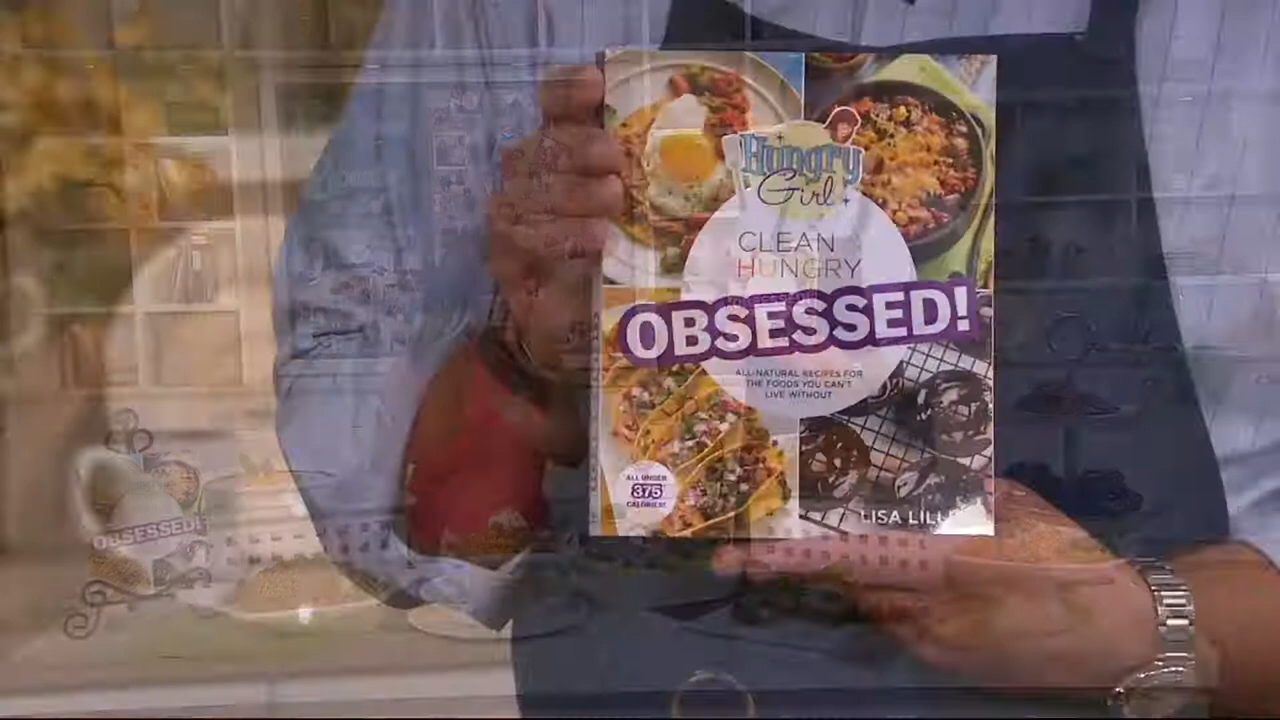 Hungry
Girl
CLEAN
HUNGRY
OBSESSED!
ALL-NATURAL RECIPES FOR
THE FOODS YOU CAN'T
LIVE WITHOUT
ALL UNDER
375
CALORIES!
LISA LILL
OBSESSED!